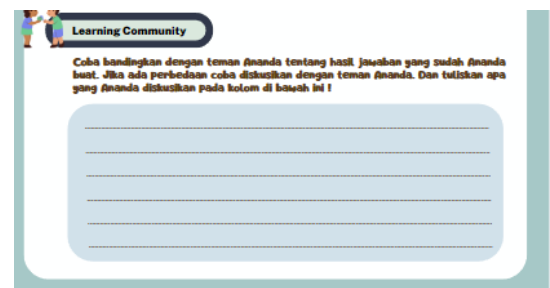 Learning Community
Coba bandingkan dengan teman Ananda tentang hasil jawaban yang sudah Ananda
buat. Jika ada perbedaan coba diskusikan dengan teman Ananda. Dan tuliskan apa
yang Ananda diskusikan pada kolom di bawah ini !